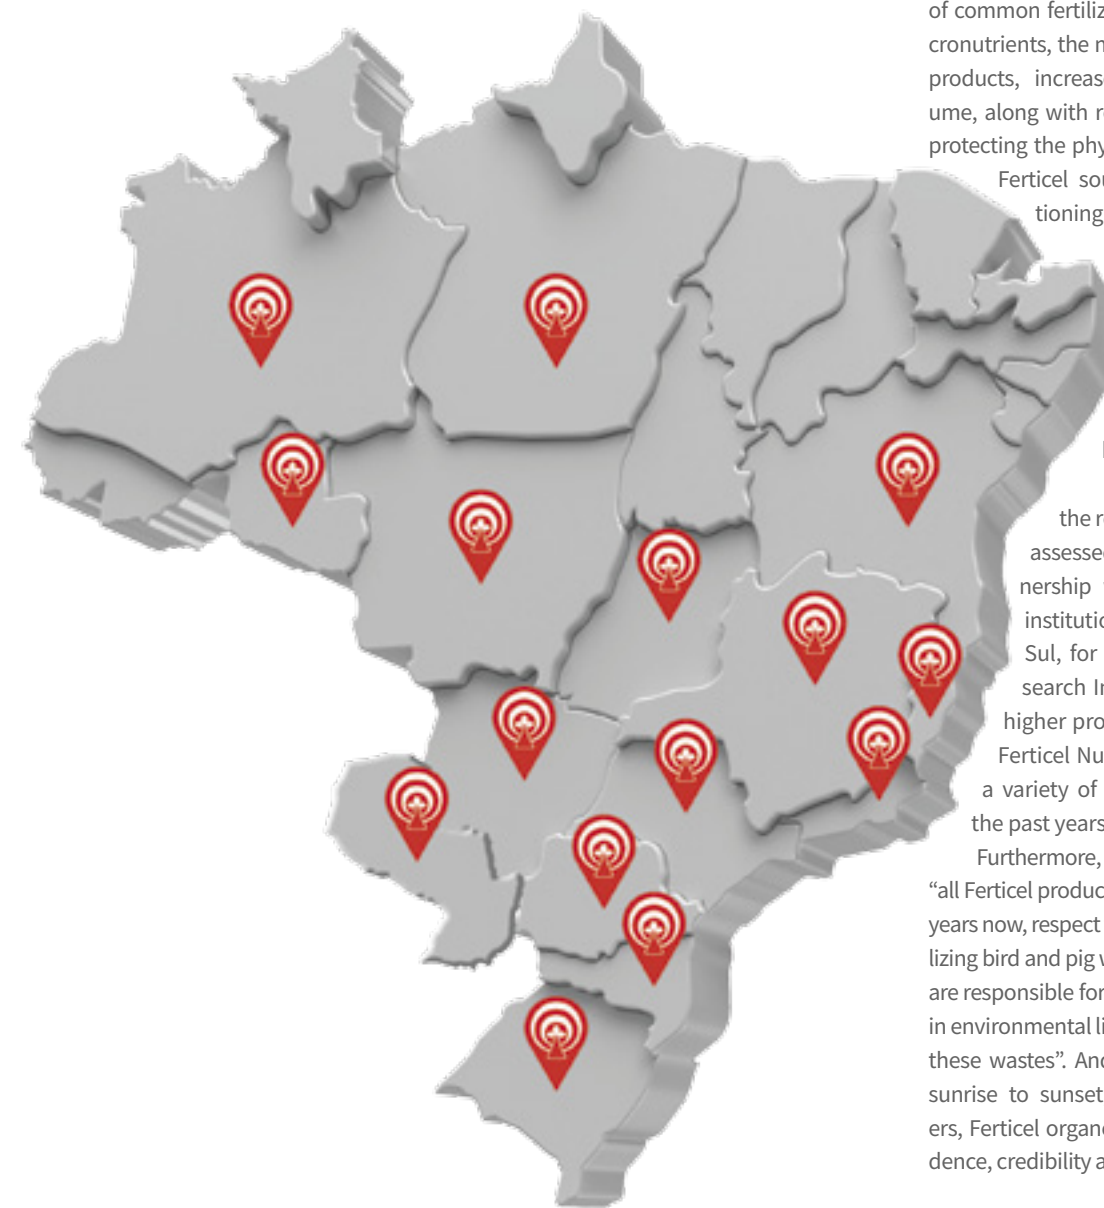 of common fertiliz
cronutrients, the n
products, increas
ume, along with r
protecting the phy
Ferticel sou
tioning
the r
assessed
nership
institutio
Sul, for
search In
higher pro
Ferticel Nu
a variety of
the past years
Furthermore,
“all Ferticel produc
years now, respect
lizing bird and pig w
are responsible for
in environmental li
these wastes”. And
sunrise to sunset
ers, Ferticel organ
dence, credibility a